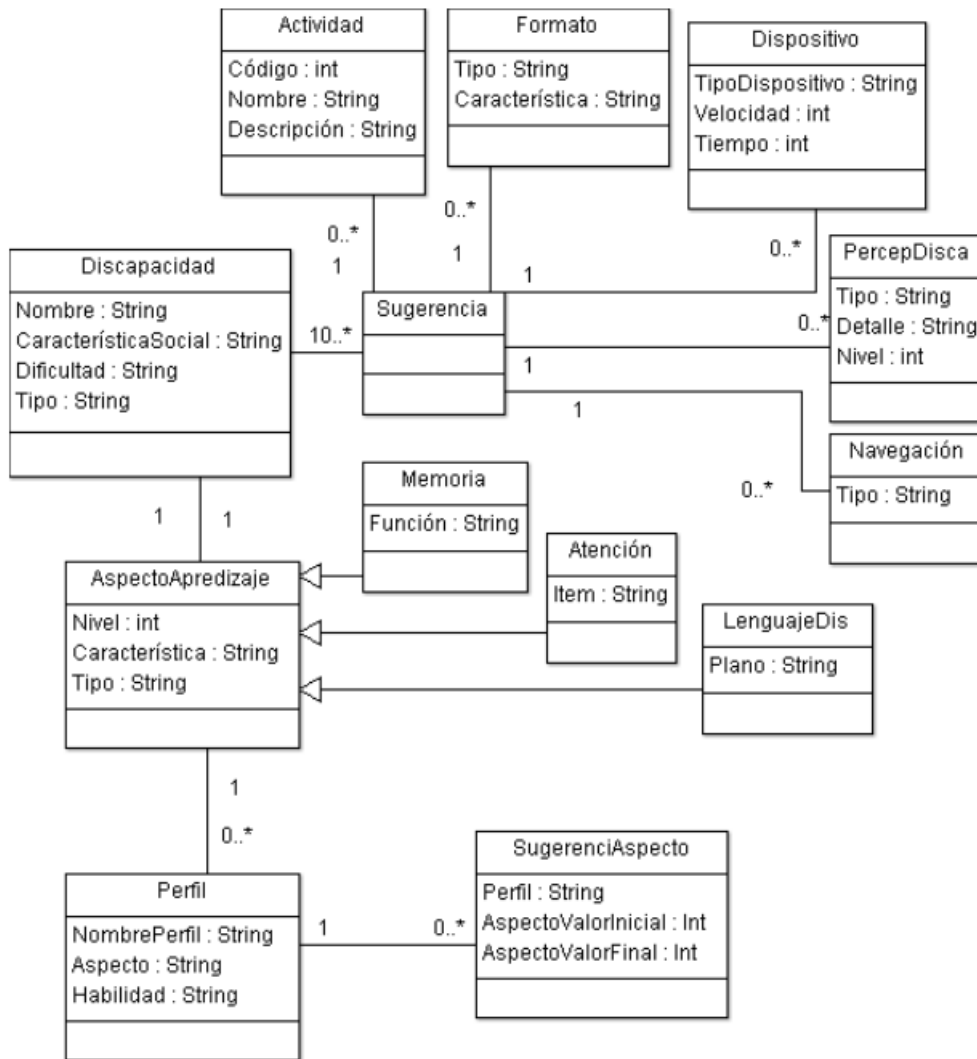 Actividad
Código : int
Nombre : String
Descripción : String
Formato
Tipo : String
Característica : String
Dispositivo
TipoDispositivo : String
Velocidad : int
Tiempo : int
0..*
1
0..*
1
0..*
1
Discapacidad
Nombre : String
CaracterísticaSocial : String
Dificultad : String
Tipo : String
10..*
Sugerencia
PercepDisca
Tipo : String
Detalle : String
Nivel : int
0..*
1
1
0..*
Navegación
Tipo : String
1
1
Memoria
Función : String
Atención
Item : String
LenguajeDis
Plano : String
AspectoApredizaje
Nivel : int
Característica : String
Tipo : String
1
0..*
Perfil
NombrePerfil : String
Aspecto : String
Habilidad : String
1
0..*
SugerenciAspecto
Perfil : String
AspectoValorInicial : Int
AspectoValorFinal : Int